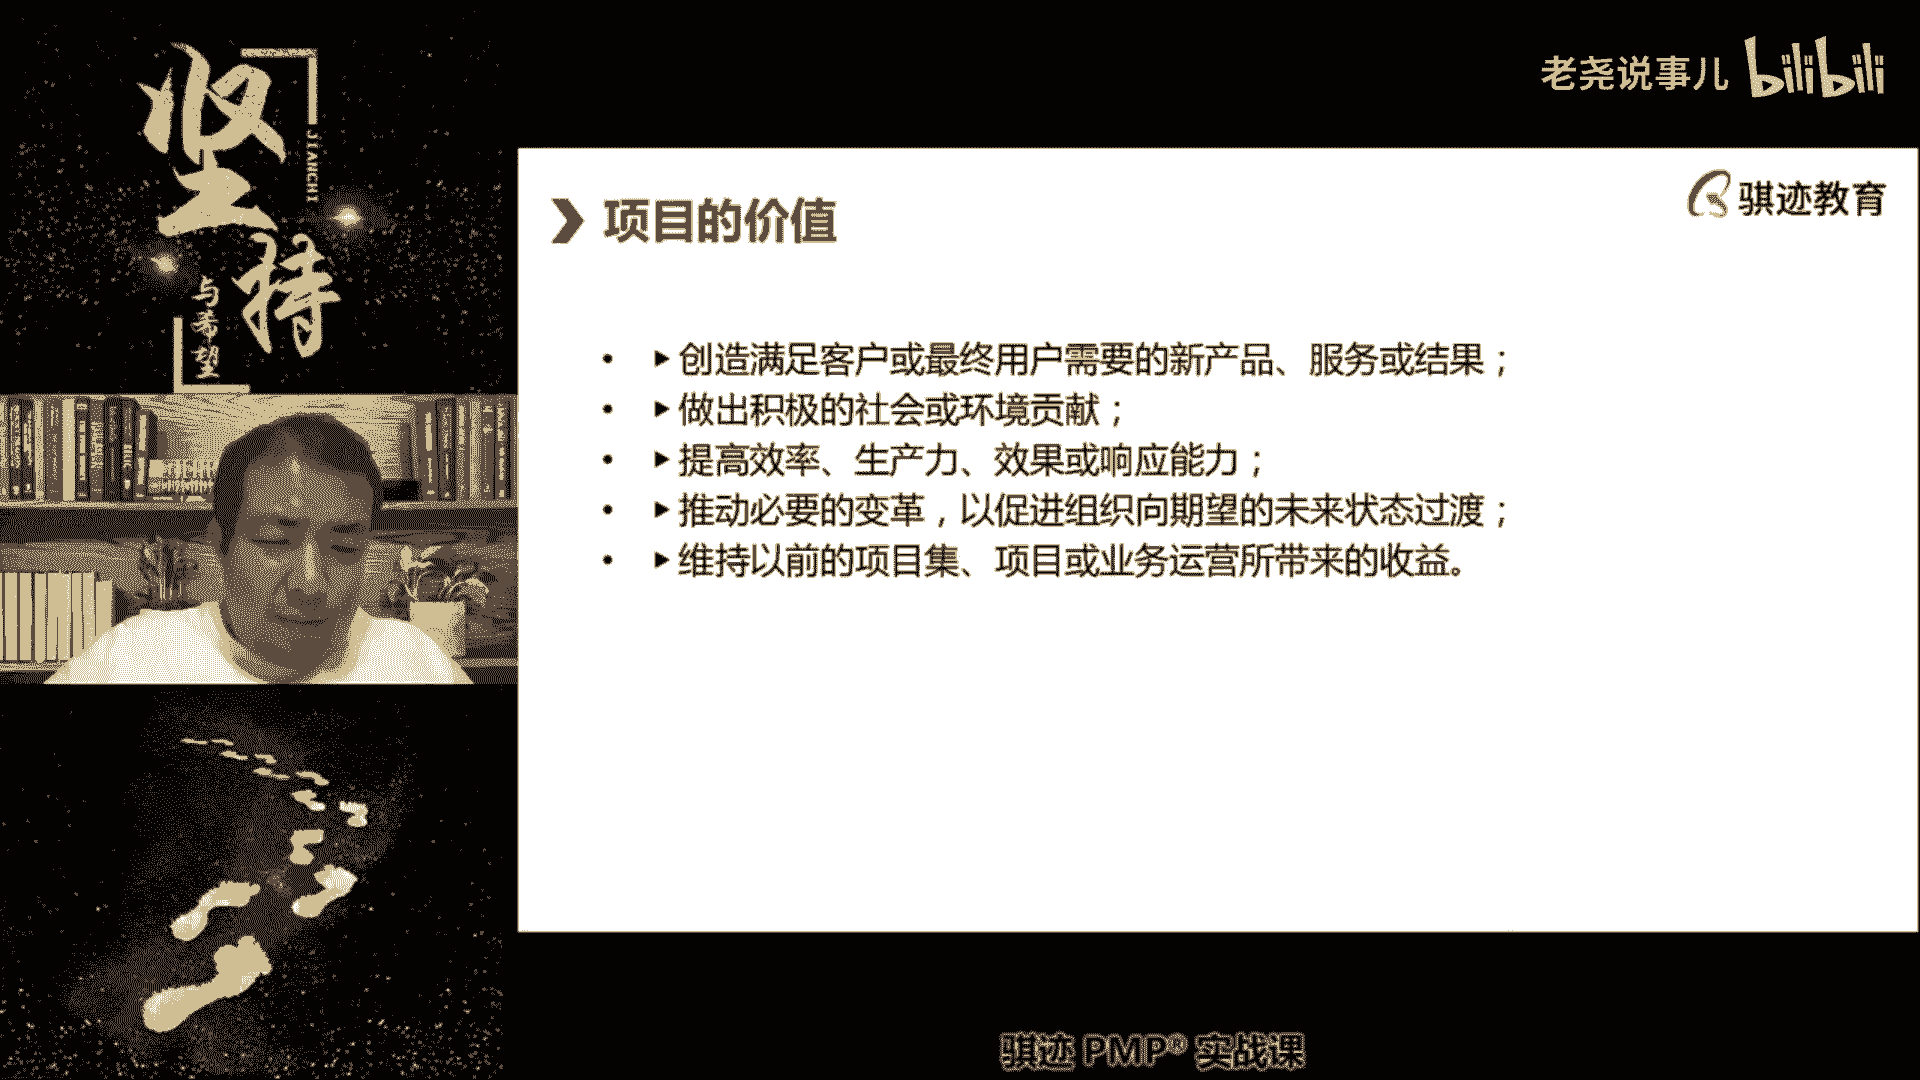 坚持
JIANCHI
与希望
老尧说事儿 bilibili
骐迹教育
项目的价值
• ▶创造满足客户或最终用户需要的新产品、服务或结果；
• ▶做出积极的社会或环境贡献；
• ▶提高效率、生产力、效果或响应能力；
• ▶推动必要的变革，以促进组织向期望的未来状态过渡；
• ▶维持以前的项目集、项目或业务运营所带来的收益。
骐迹 PMP® 实战课